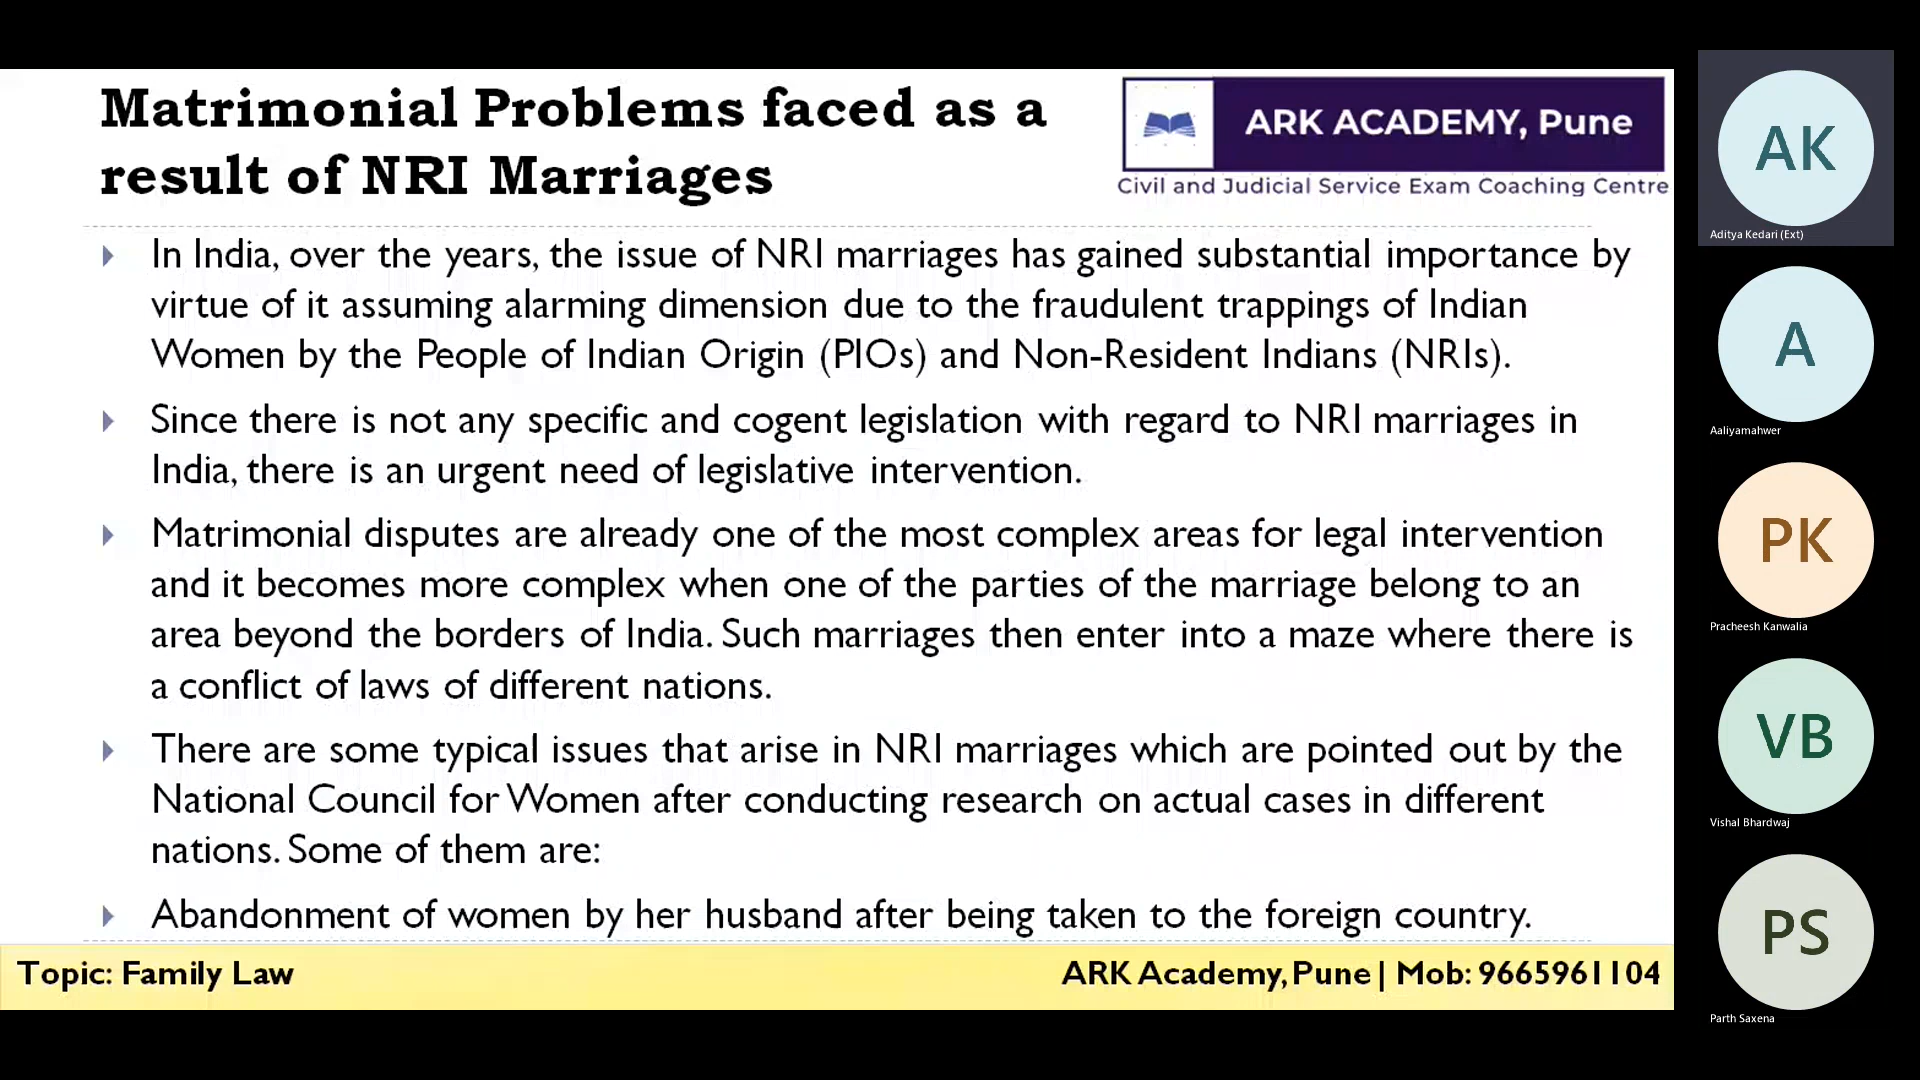 Matrimonial Problems faced as a
result of NRI Marriages
ARK ACADEMY, Pune
Civil and Judicial Service Exam Coaching Centre
In India, over the years, the issue of NRI marriages has gained substantial importance by
virtue of it assuming alarming dimension due to the fraudulent trappings of Indian
Women by the People of Indian Origin (PIOs) and Non-Resident Indians (NRIs).
Since there is not any specific and cogent legislation with regard to NRI marriages in
India, there is an urgent need of legislative intervention.
Matrimonial disputes are already one of the most complex areas for legal intervention
and it becomes more complex when one of the parties of the marriage belong to an
area beyond the borders of India. Such marriages then enter into a maze where there is
a conflict of laws of different nations.
There are some typical issues that arise in NRI marriages which are pointed out by the
National Council for Women after conducting research on actual cases in different
nations. Some of them are:
Abandonment of women by her husband after being taken to the foreign country.
Topic: Family Law
ARK Academy, Pune | Mob: 9665961104
AK
Aditya Kedari (Ext)
A
Aaliyamahwer
PK
Pracheesh Kanwalia
VB
Vishal Bhardwaj
PS
Parth Saxena